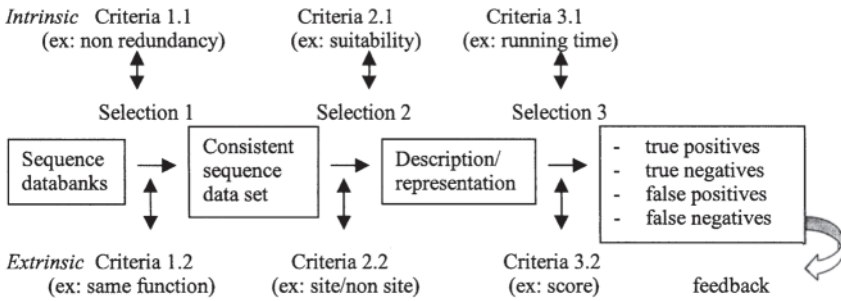 Intrinsic Criteria 1.1 Criteria 2.1 Criteria 3.1
(ex: non redundancy) (ex: suitability) (ex: running time)
Selection 1 Selection 2 Selection 3
Sequence
databanks
Consistent
sequence
data set
Description/
representation
- true positives
- true negatives
- false positives
- false negatives
Extrinsic Criteria 1.2 Criteria 2.2 Criteria 3.2
(ex: same function) (ex: site/non site) (ex: score) feedback